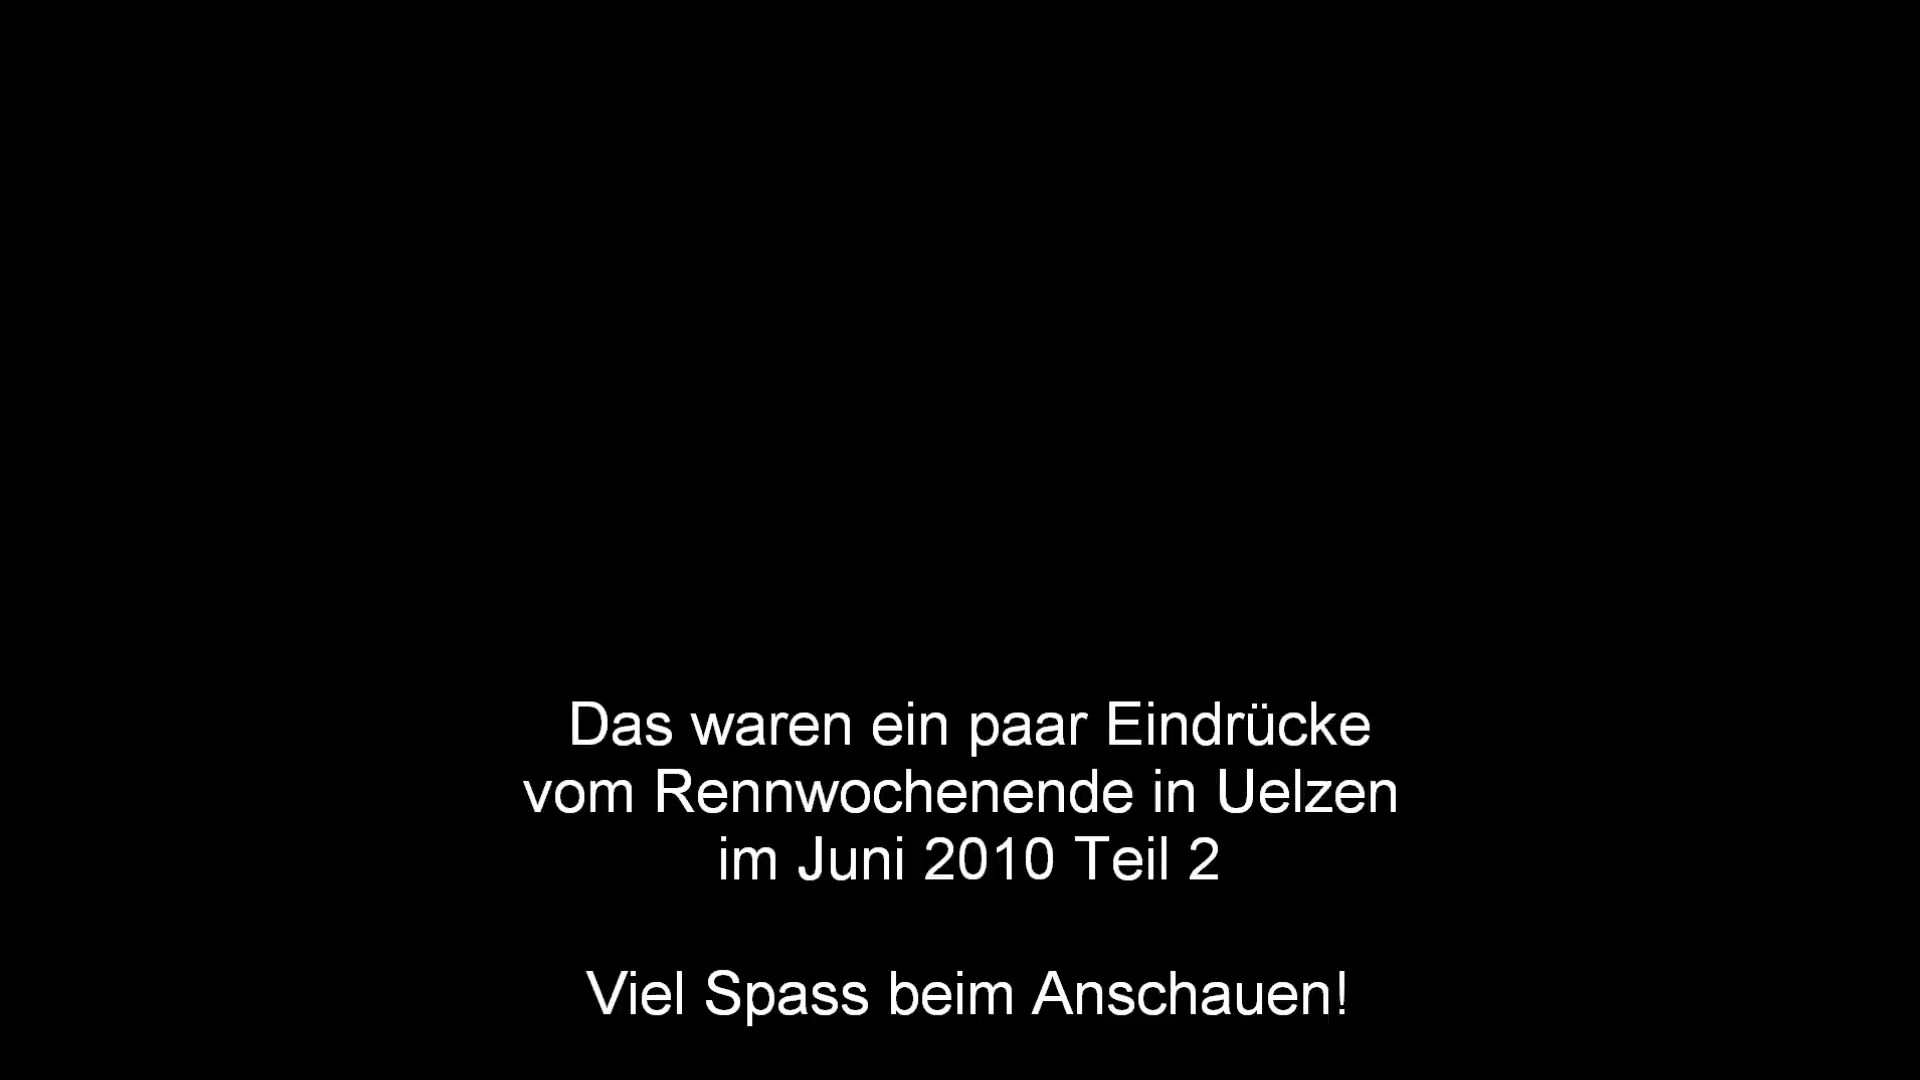 Das waren ein paar Eindrücke
vom Rennwochenende in Uelzen
im Juni 2010 Teil 2
Viel Spass beim Anschauen!